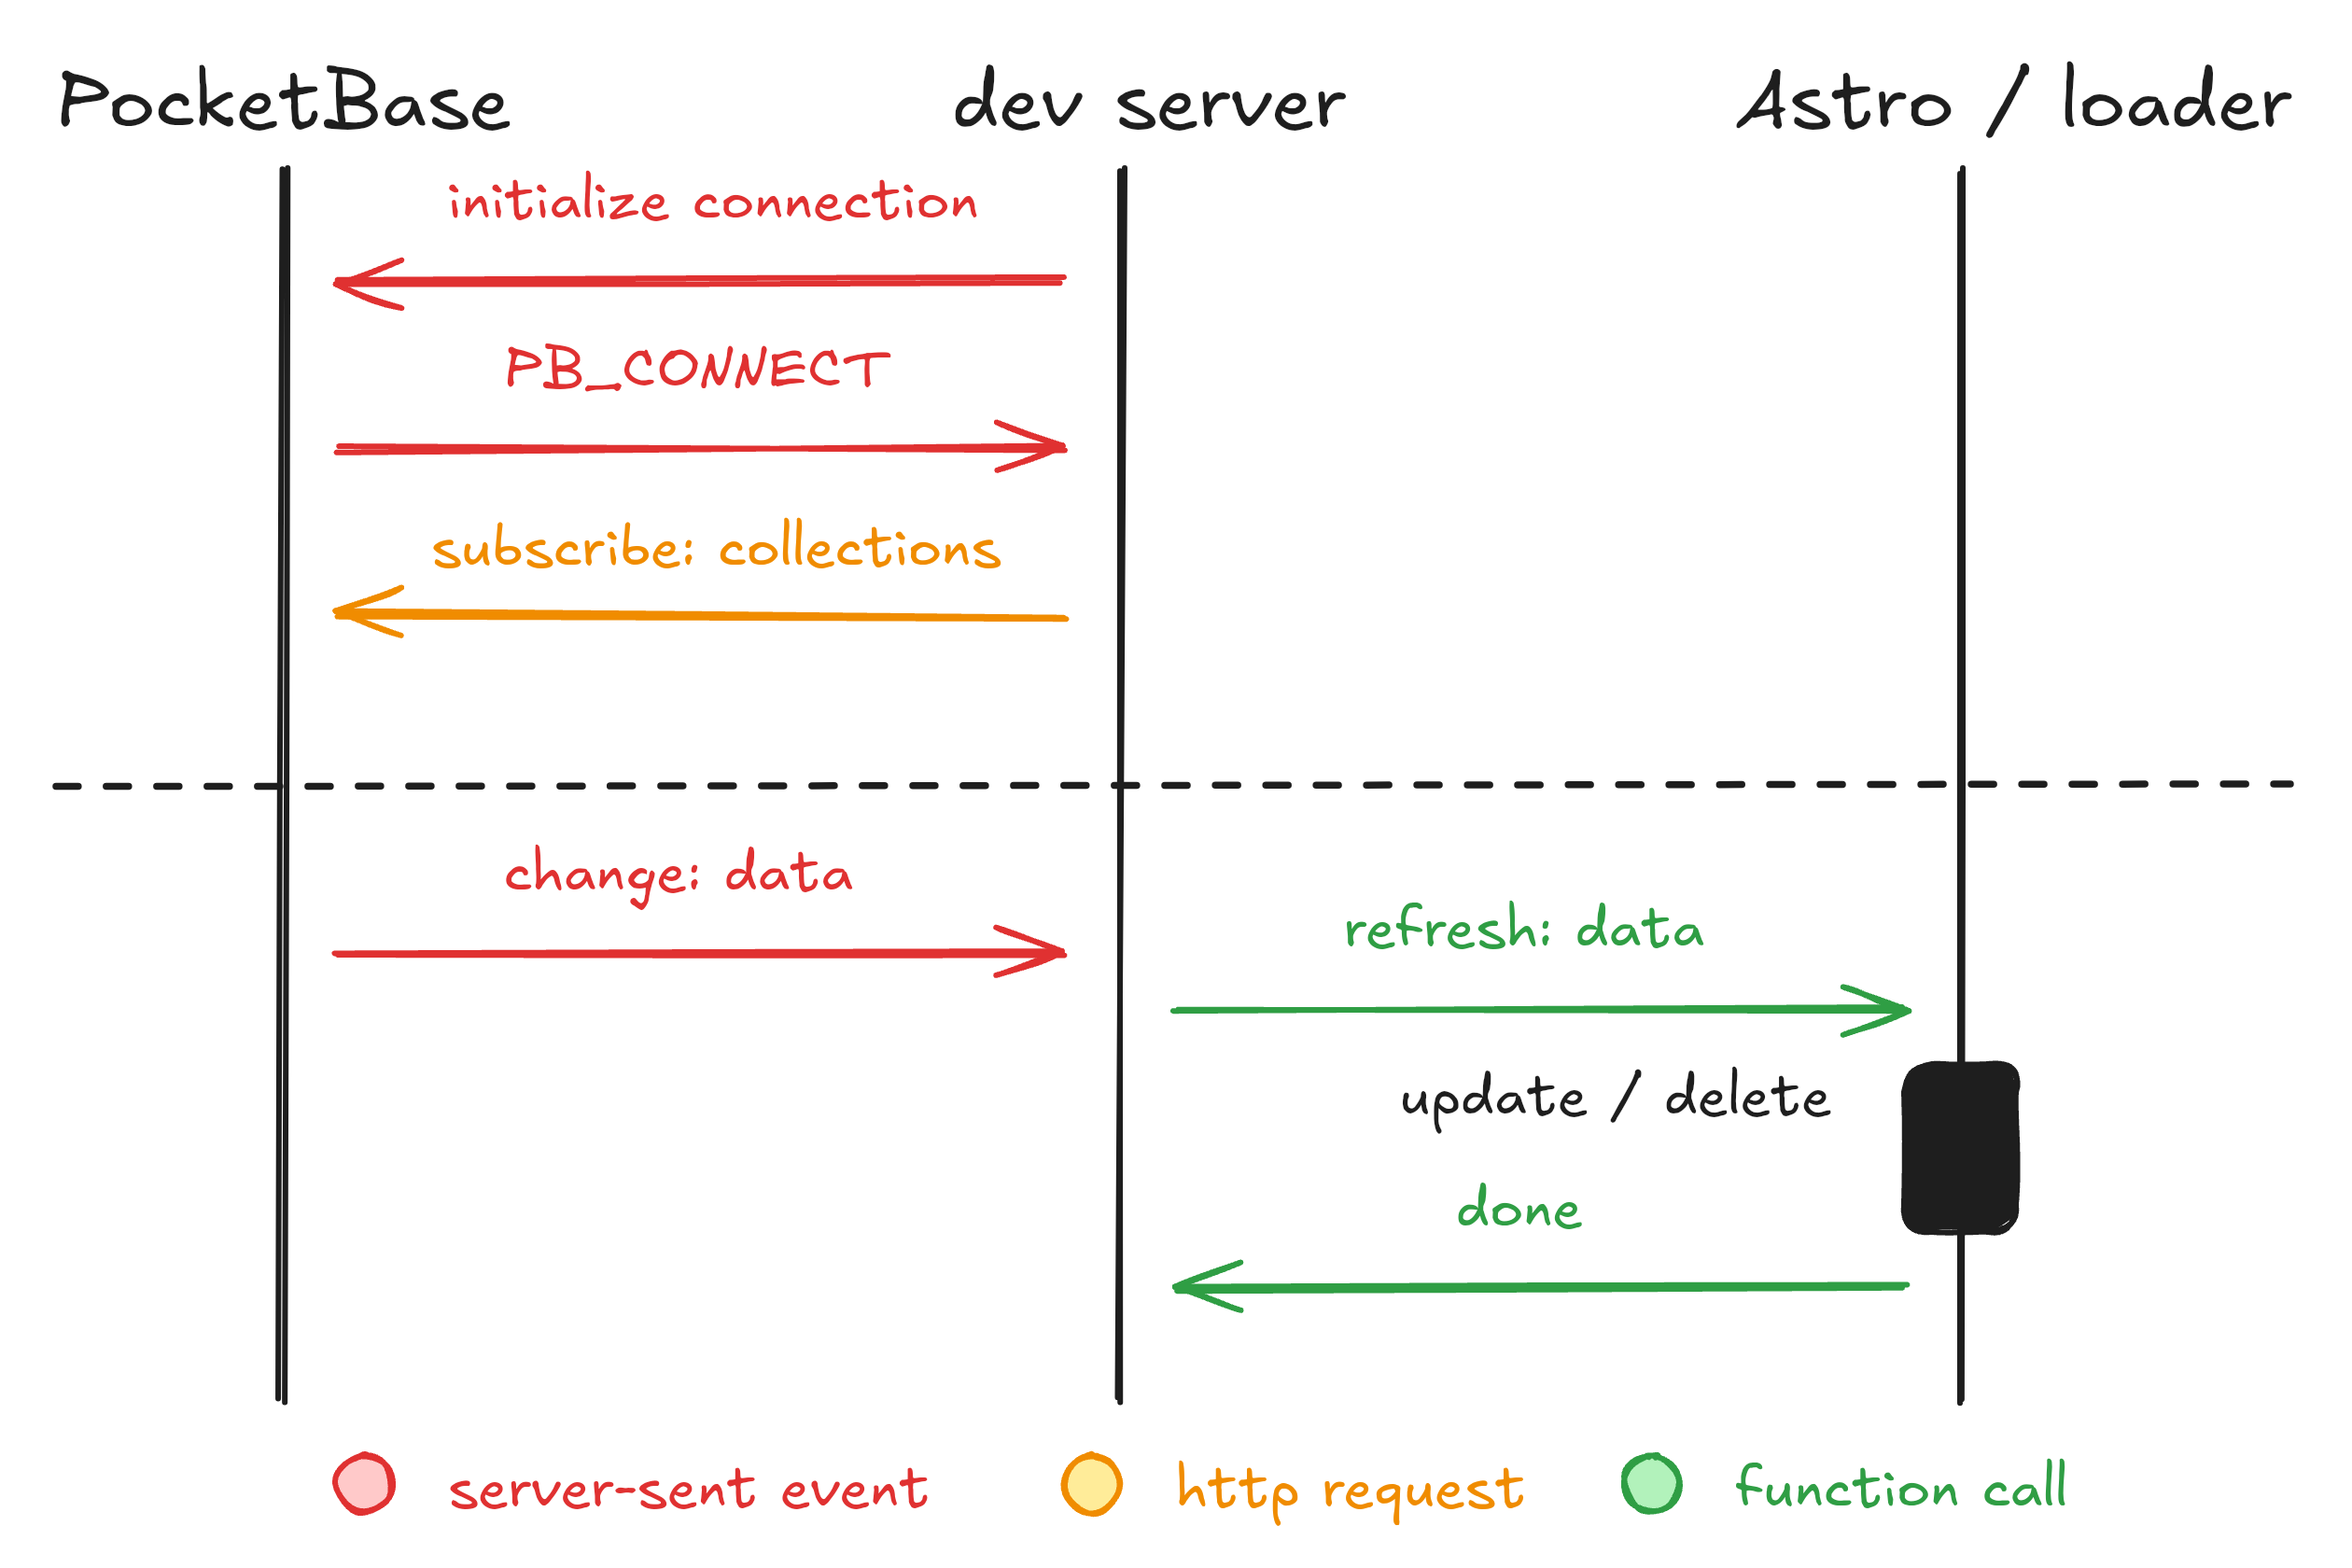 PocketBase
dev server
Astro / loader
initialize connection
PB_CONNECT
subscribe: collections
change: data
refresh: data
update / delete
done
server-sent event
http request
function call